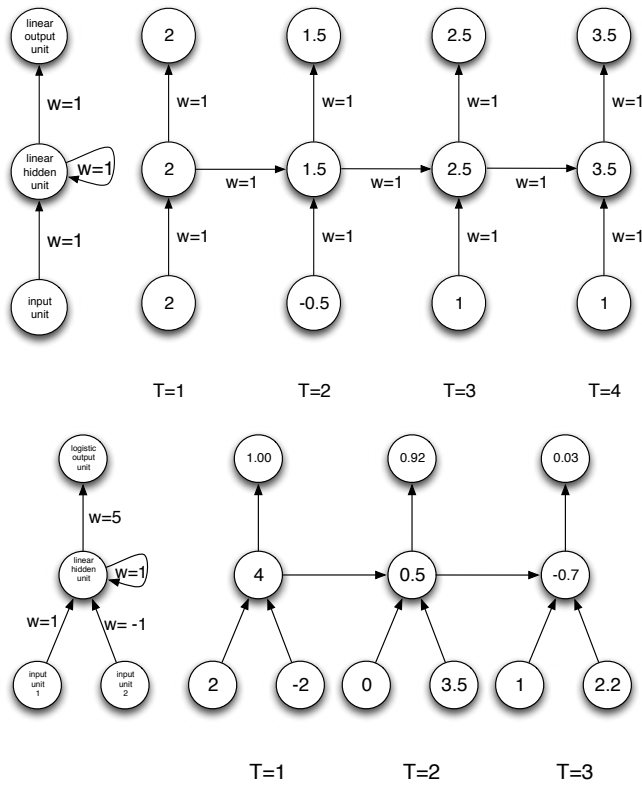 linear
output
unit
2
1.5
2.5
3.5
w=1
w=1
w=1
w=1
w=1
linear
hidden
unit
w=1
2
1.5
2.5
3.5
w=1
w=1
w=1
w=1
w=1
w=1
w=1
w=1
input
unit
2
-0.5
1
1
T=1
T=2
T=3
T=4
logistic
output
unit
1.00
0.92
0.03
w=5
linear
hidden
unit
w=1
4
0.5
-0.7
w=1
w= -1
input
unit
1
input
unit
2
2
-2
0
3.5
1
2.2
T=1
T=2
T=3